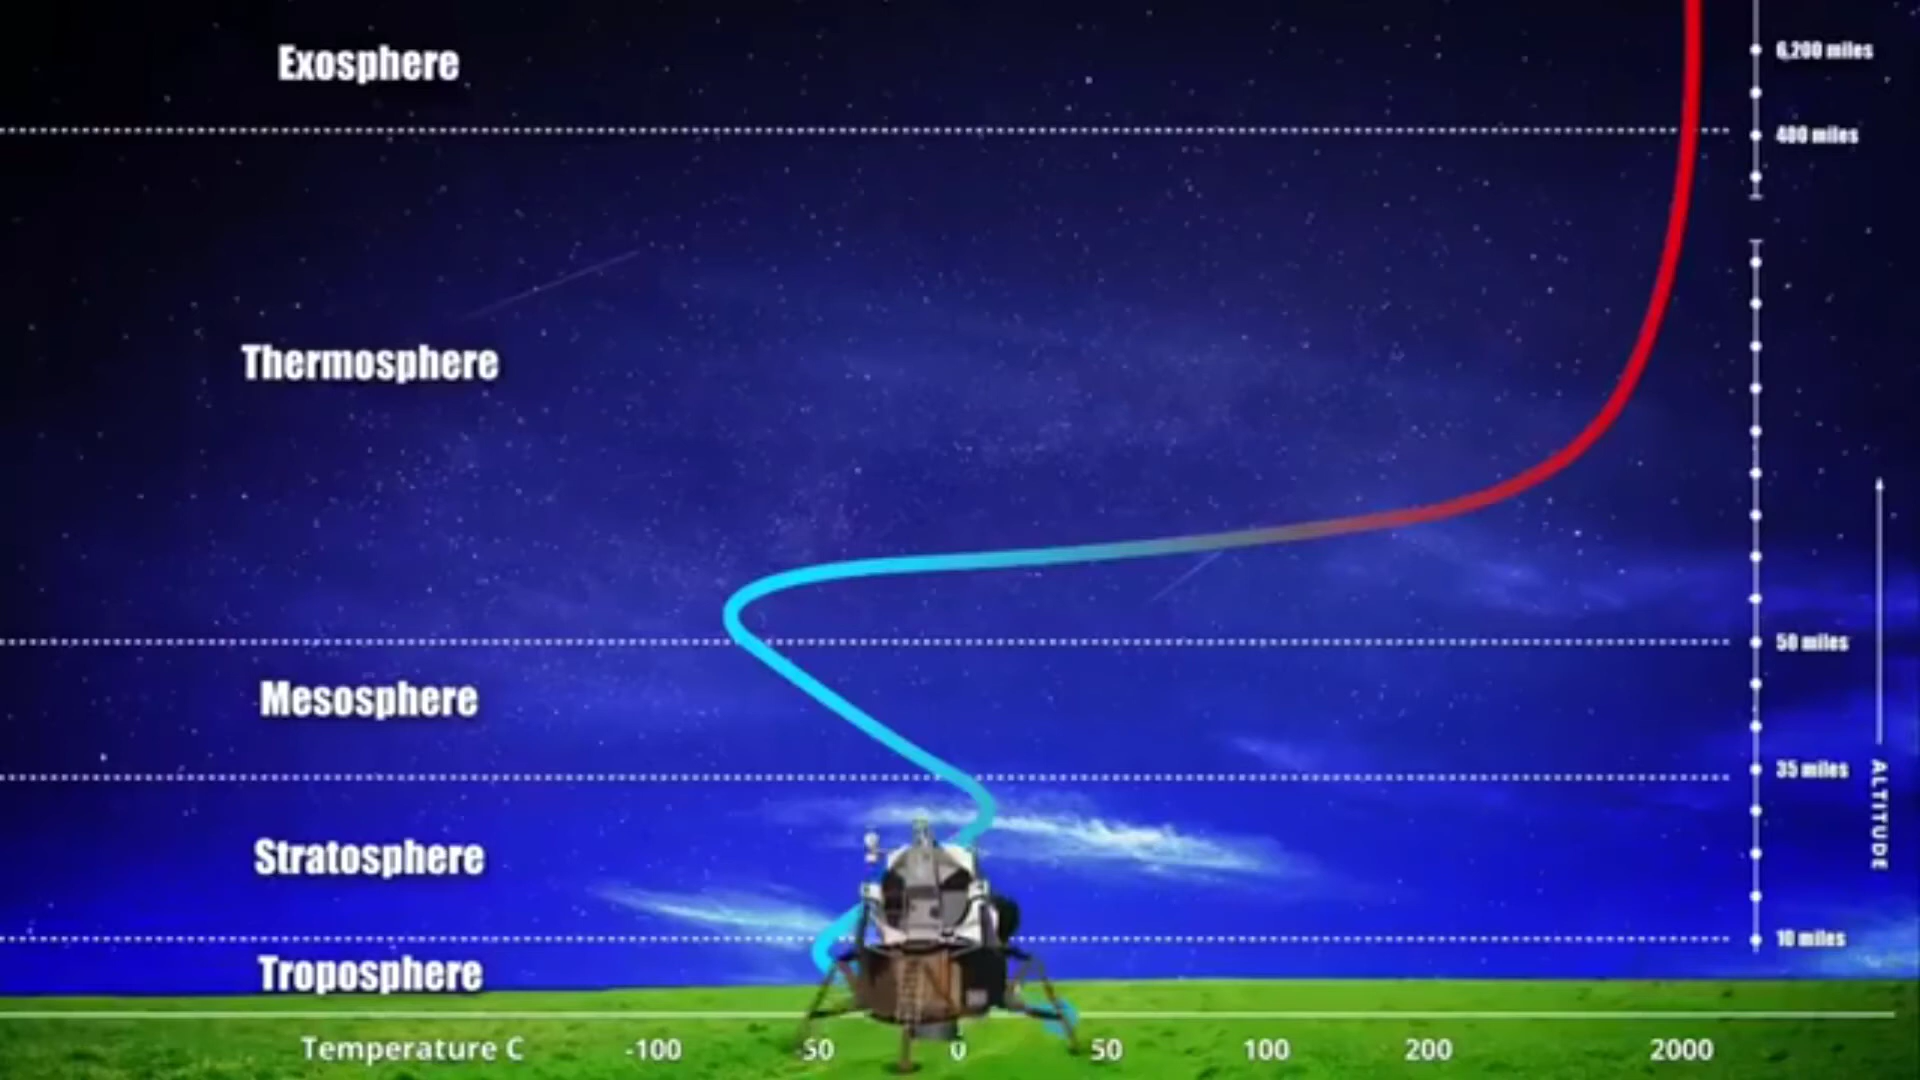 Exosphere
6,200 miles
400 miles
Thermosphere
50 miles
Mesosphere
35 miles
ALTITUDE
Stratosphere
10 miles
Troposphere
Temperature C -100 50 0 50 100 200 2000